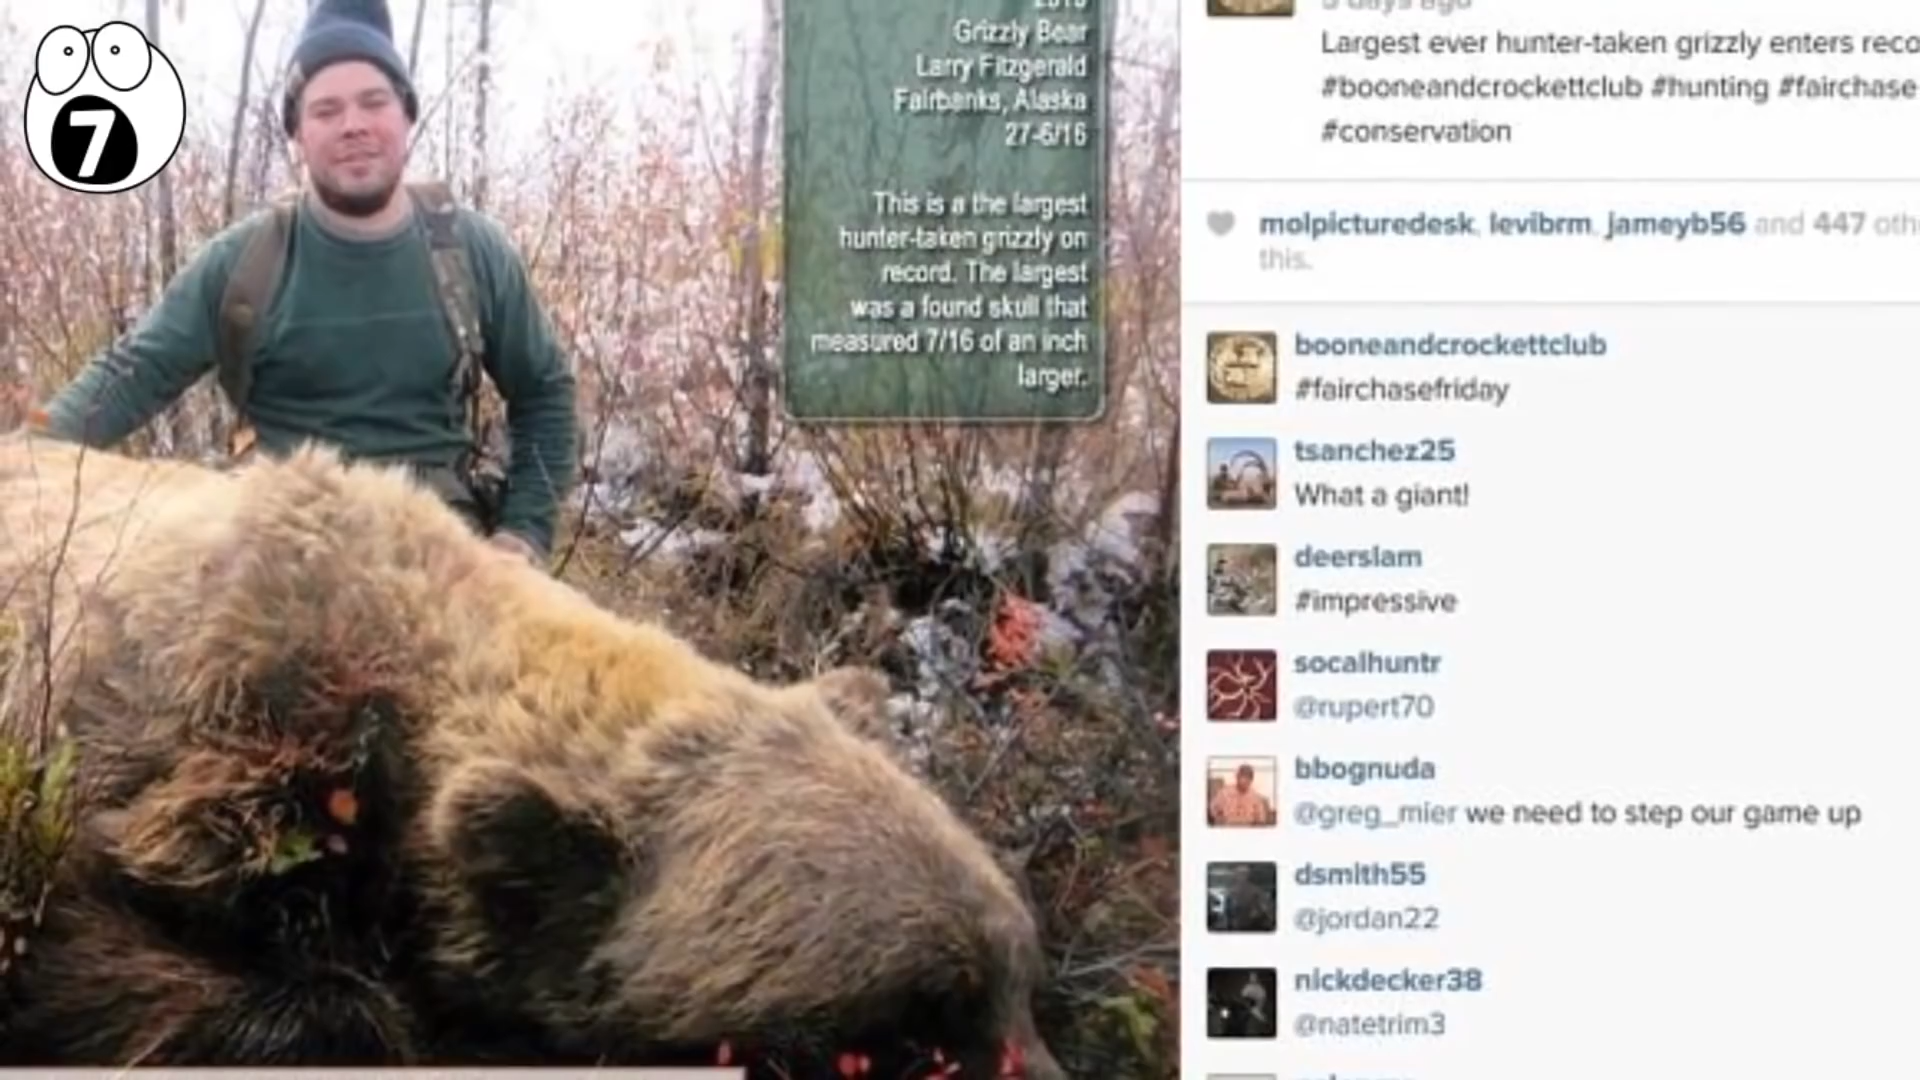 7
2013
Grizzly Bear
Larry Fitzgerald
Fairbanks, Alaska
27-6/16
This is a the largest
hunter-taken grizzly on
record. The largest
was a found skull that
measured 7/16 of an inch
larger.
days ago
Largest ever hunter-taken grizzly enters reco
#booneandcrockettclub #hunting #fairchase
#conservation
molpicturedesk, levibrm, jameyb56 and 447 oth
this.
booneandcrockettclub
#fairchasefriday
tsanchez25
What a giant!
deerslam
#impressive
socalhuntr
@rupert70
bbognuda
@greg_mier we need to step our game up
dsmith55
@jordan22
nickdecker38
@natetrim3